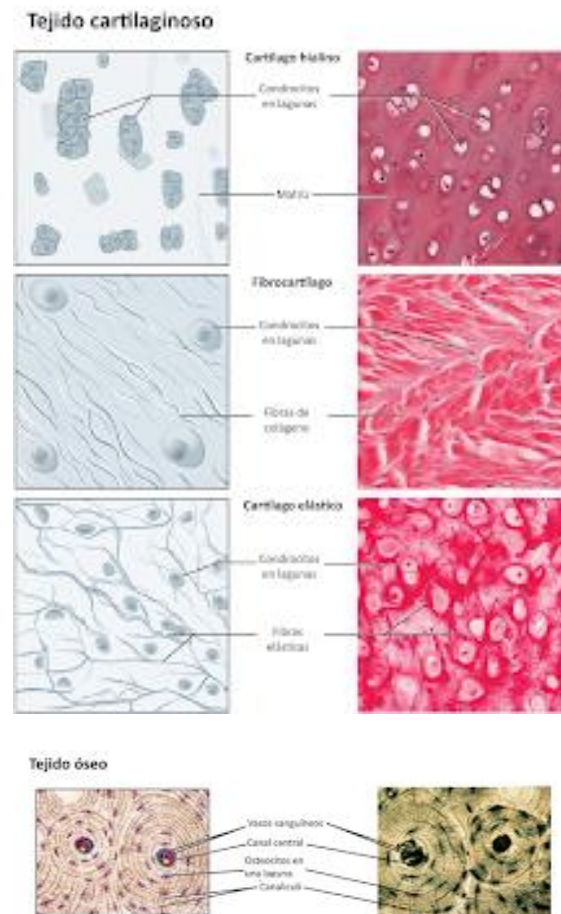 Tejido cartilaginoso
Cartílago hialino
Condrocitos
en lagunas
Matriz
Fibrocartílago
Condrocitos
en lagunas
Fibras de
colágeno
Cartílago elástico
Condrocitos
en lagunas
Fibras
elásticas
Tejido óseo
Vasos sanguíneos
Canal central
Osteocitos en
una laguna
Canalículi